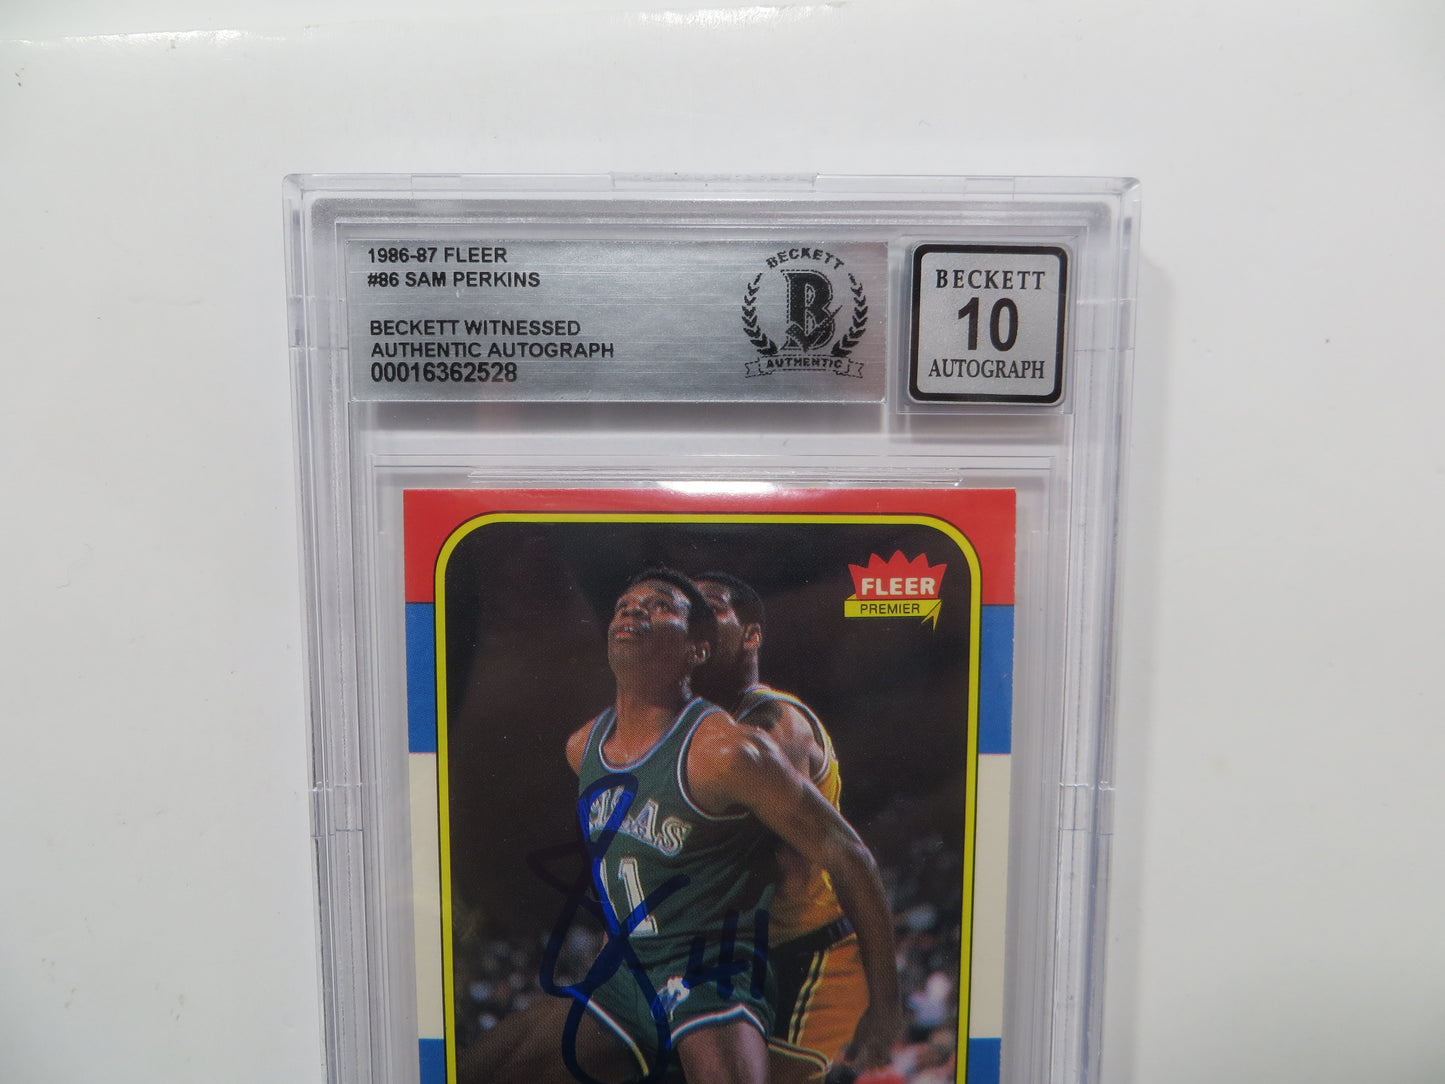 1986-87 FLEER
#86 SAM PERKINS
BECKETT WITNESSED
AUTHENTIC AUTOGRAPH
00016362528
BECKETT
B
AUTHENTIC
BECKETT
10
AUTOGRAPH
FLEER
PREMIER
41